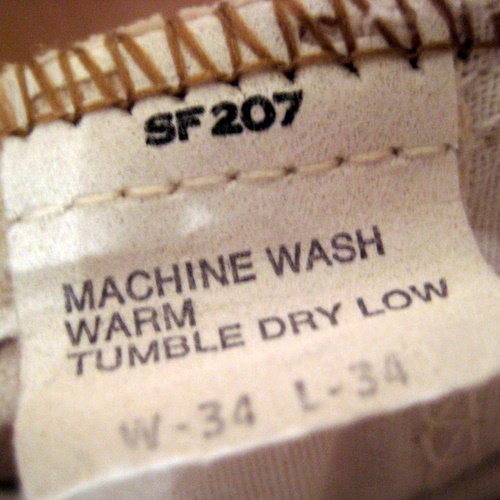 SF 207
MACHINE WASH
WARM
TUMBLE DRY LOW
W-34 L-34